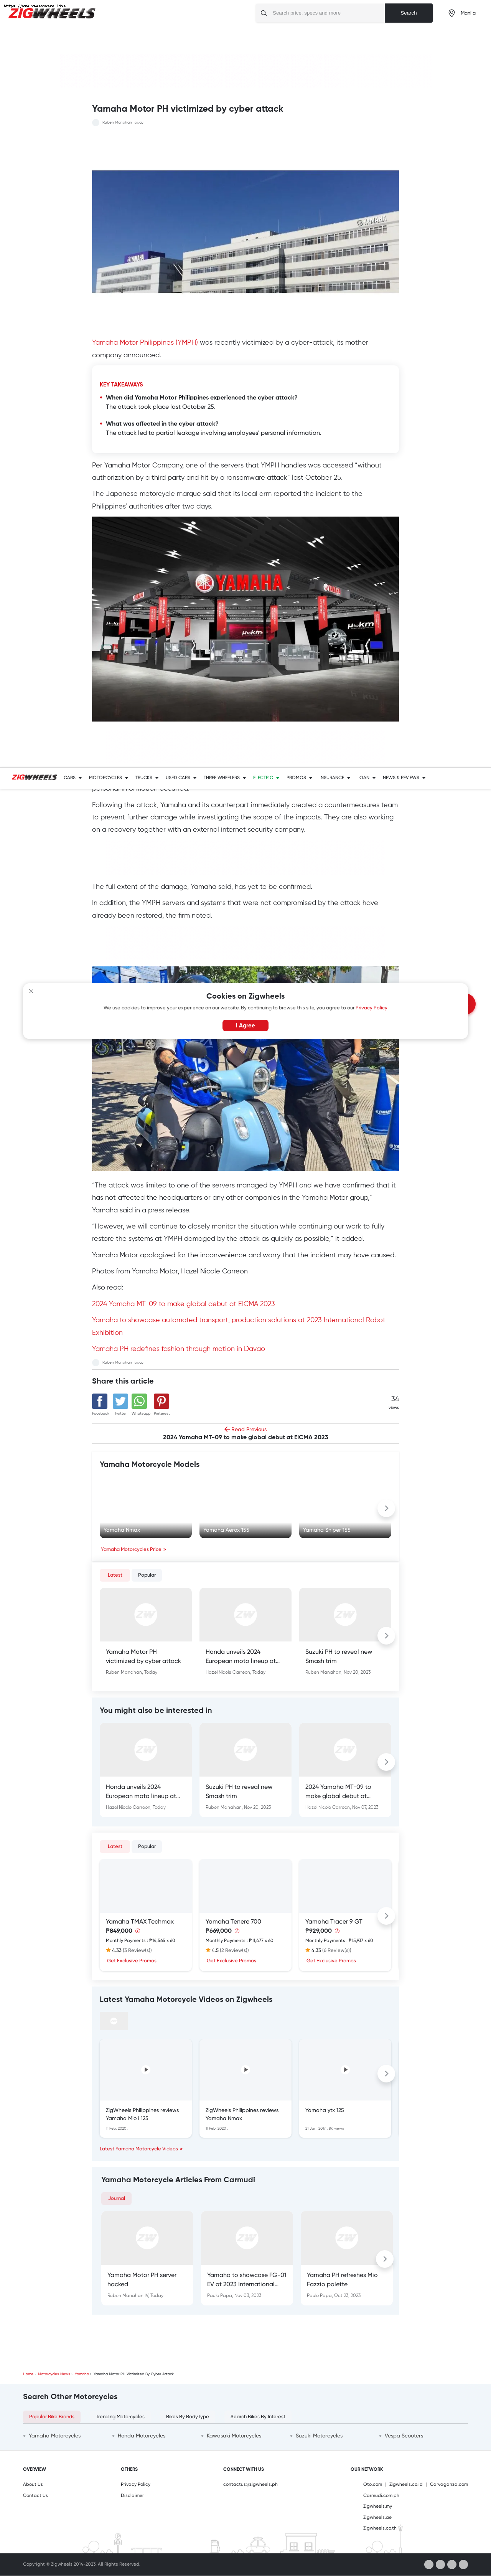 https://www.ransomware.live
ZIGWHEELS
Search price, specs and more
Search
Manila
Yamaha Motor PH victimized by cyber attack
Ruben Manahan Today
YAMAHA
Yamaha Motor Philippines (YMPH) was recently victimized by a cyber-attack, its mother
company announced.
KEY TAKEAWAYS
When did Yamaha Motor Philippines experienced the cyber attack?
The attack took place last October 25.
What was affected in the cyber attack?
The attack led to partial leakage involving employees' personal information.
Per Yamaha Motor Company, one of the servers that YMPH handles was accessed "without
authorization by a third party and hit by a ransomware attack" last October 25.
The Japanese motorcycle marque said that its local arm reported the incident to the
Philippines' authorities after two days.
YAMAHA
ZIGWHEELS
CARS
MOTORCYCLES
TRUCKS
USED CARS
THREE WHEELERS
ELECTRIC
PROMOS
INSURANCE
LOAN
NEWS & REVIEWS
personal information occurred.
Following the attack, Yamaha and its counterpart immediately created a countermeasures team
to prevent further damage while investigating the scope of the impacts. They are also working
on a recovery together with an external internet security company.
The full extent of the damage, Yamaha said, has yet to be confirmed.
In addition, the YMPH servers and systems that were not compromised by the attack have
already been restored, the firm noted.
Cookies on Zigwheels
We use cookies to improve your experience on our website. By continuing to browse this site, you agree to our Privacy Policy
I Agree
"The attack was limited to one of the servers managed by YMPH and we have confirmed that it
has not affected the headquarters or any other companies in the Yamaha Motor group,"
Yamaha said in a press release.
"However, we will continue to closely monitor the situation while continuing our work to fully
restore the systems at YMPH damaged by the attack as quickly as possible," it added.
Yamaha Motor apologized for the inconvenience and worry that the incident may have caused.
Photos from Yamaha Motor, Hazel Nicole Carreon
Also read:
2024 Yamaha MT-09 to make global debut at EICMA 2023
Yamaha to showcase automated transport, production solutions at 2023 International Robot
Exhibition
Yamaha PH redefines fashion through motion in Davao
Ruben Manahan Today
Share this article
Facebook
Twitter
Whatsapp
Pinterest
34
views
Read Previous
2024 Yamaha MT-09 to make global debut at EICMA 2023
Yamaha Motorcycle Models
Yamaha Nmax
Yamaha Aerox 155
Yamaha Sniper 155
Yamaha Motorcycles Price
Latest
Popular
ZW ZW ZW
Yamaha Motor PH
victimized by cyber attack
Ruben Manahan, Today
Honda unveils 2024
European moto lineup at...
Hazel Nicole Carreon, Today
Suzuki PH to reveal new
Smash trim
Ruben Manahan, Nov 20, 2023
You might also be interested in
ZW ZW ZW
Honda unveils 2024
European moto lineup at...
Hazel Nicole Carreon, Today
Suzuki PH to reveal new
Smash trim
Ruben Manahan, Nov 20, 2023
2024 Yamaha MT-09 to
make global debut at...
Hazel Nicole Carreon, Nov 07, 2023
Latest
Popular
Yamaha TMAX Techmax
₱849,000
Monthly Payments : ₱14,565 x 60
4.33 (3 Review(s))
Get Exclusive Promos
Yamaha Tenere 700
₱669,000
Monthly Payments : ₱11,477 x 60
4.5 (2 Review(s))
Get Exclusive Promos
Yamaha Tracer 9 GT
₱929,000
Monthly Payments : ₱15,937 x 60
4.33 (6 Review(s))
Get Exclusive Promos
Latest Yamaha Motorcycle Videos on Zigwheels
ZigWheels Philippines reviews
Yamaha Mio i 125
11 Feb, 2020
ZigWheels Philippines reviews
Yamaha Nmax
11 Feb, 2020
Yamaha ytx 125
Latest Yamaha Motorcycle Videos
Yamaha Motorcycle Articles From Carmudi
Journal
ZW ZW ZW
Yamaha Motor PH server
hacked
Ruben Manahan IV, Today
Yamaha to showcase FG-01
EV at 2023 International...
Paulo Papa, Nov 03, 2023
Yamaha PH refreshes Mio
Fazzio palette
Paulo Papa, Oct 23, 2023
Home › Motorcycles News › Yamaha › Yamaha Motor PH Victimized By Cyber Attack
Search Other Motorcycles
Popular Bike Brands
Trending Motorcycles
Bikes By BodyType
Search Bikes By Interest
Yamaha Motorcycles
Honda Motorcycles
Kawasaki Motorcycles
Suzuki Motorcycles
Vespa Scooters
OVERVIEW
About Us
Contact Us
OTHERS
Privacy Policy
Disclaimer
CONNECT WITH US
contactus@zigwheels.ph
OUR NETWORK
Oto.com | Zigwheels.co.id | Carvaganza.com
Carmudi.com.ph
Zigwheels.my
Zigwheels.ae
Zigwheels.co.th
Copyright © Zigwheels 2014-2023. All Rights Reserved.